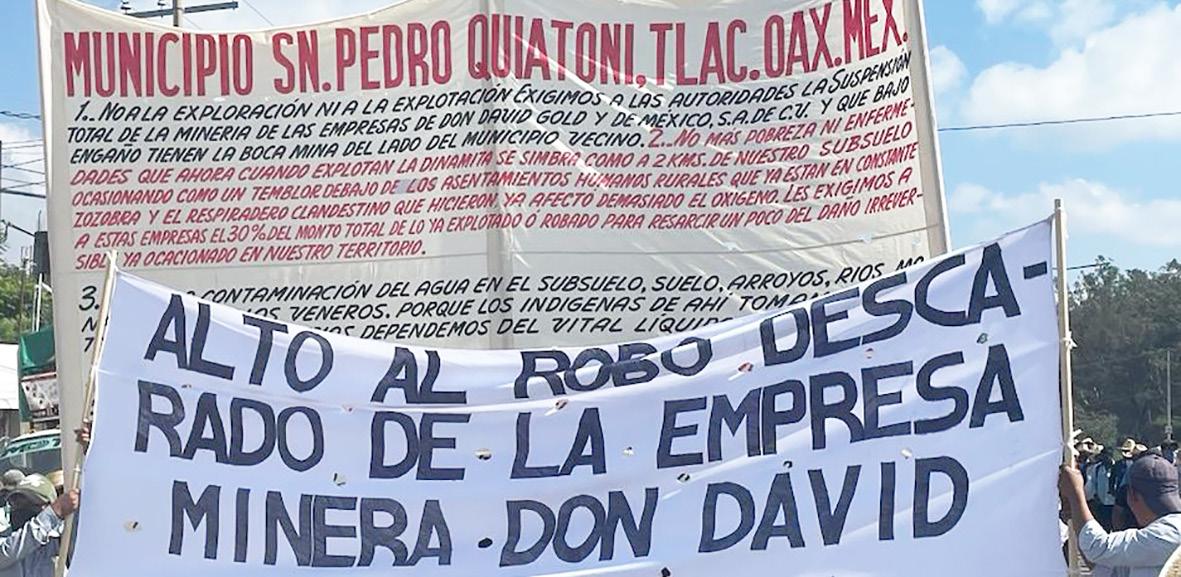 MUNICIPIO SN. PEDRO QUIATONI, TLAC. OAX. MEX.
1.. NO A LA EXPLORACIÓN NI A LA EXPLOTACIÓN EXIGIMOS A LAS AUTORIDADES LA SUSPENSIÓN
TOTAL DE LA MINERIA DE LAS EMPRESAS DE DON DAVID GOLD Y DE MÉXICO, S.A. DE C.V. Y QUE BAJO
ENGAÑO TIENEN LA BOCA MINA DEL LADO DEL MUNICIPIO VECINO. 2.. NO MAS POBREZA NI ENFERME-
DADES QUE AHORA CUANDO EXPLOTAN LA DINAMITA SE SIMBRA COMO A 2 KMS. DE NUESTRO SUBSUELO
OCASIONANDO COMO UN TEMBLOR DEBAJO DE LOS ASENTAMIENTOS HUMANOS RURALES QUE YA ESTAN EN CONSTANTE
ZOZOBRA Y EL RESPIRADERO CLANDESTINO QUE HICIERON YA AFECTO DEMASIADO EL OXIGENO. LES EXIGIMOS A
A ESTAS EMPRESAS EL 30% DEL MONTO TOTAL DE LO YA EXPLOTADO Ó ROBADO PARA RESARCIR UN POCO DEL DAÑO IRREVER-
SIBLE YA OCACIONADO EN NUESTRO TERRITORIO.
3. CONTAMINACIÓN DEL AGUA EN EL SUBSUELO, SUELO, ARROYOS, RIOS,
LOS VENEROS. PORQUE LOS INDIGENAS DE AHÍ TOMAN
DEPENDEMOS DEL VITAL LIQUIDO
ALTO AL ROBO DESCA-
RADO DE LA EMPRESA
MINERA DON DAVID